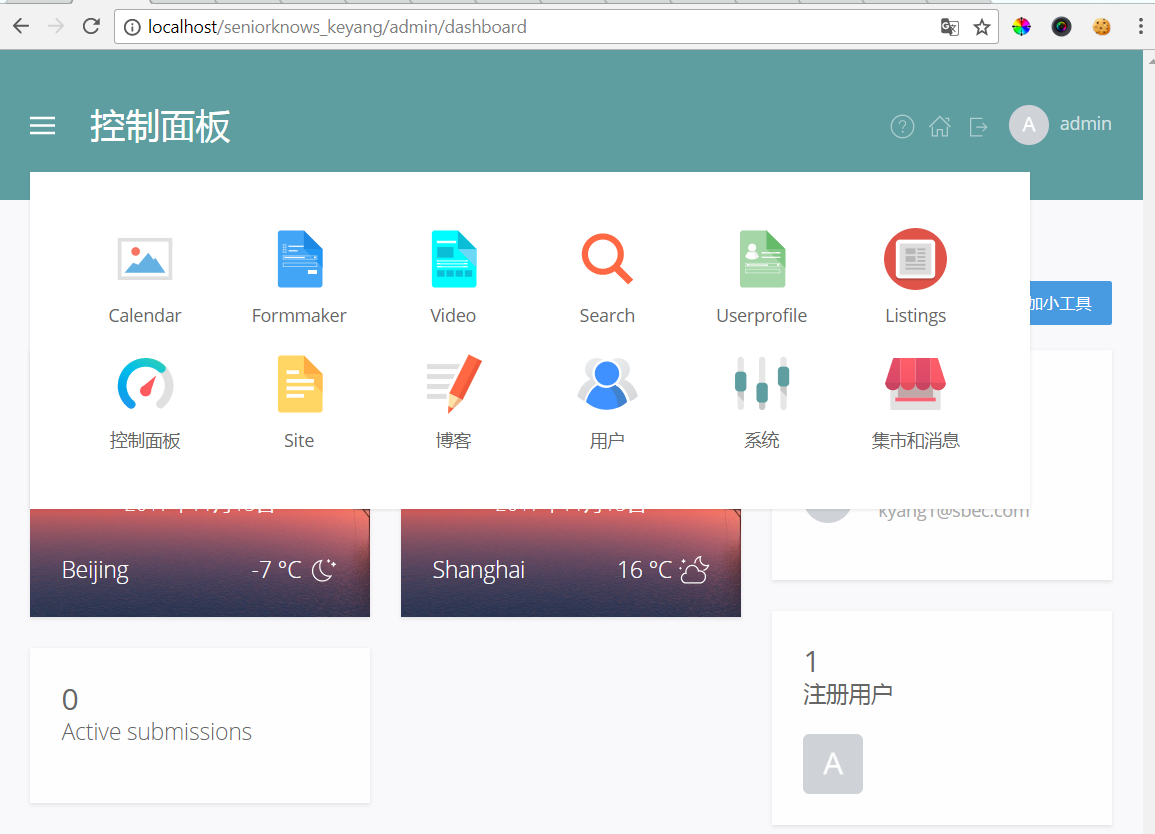 localhost/seniorknows_keyang/admin/dashboard
控制面板
A admin
Calendar Formmaker Video Search Userprofile Listings
加小工具
控制面板 Site 博客 用户 系统 集市和消息
kyang1@sbec.com
Beijing -7 °C
Shanghai 16 °C
0
Active submissions
1
注册用户
A